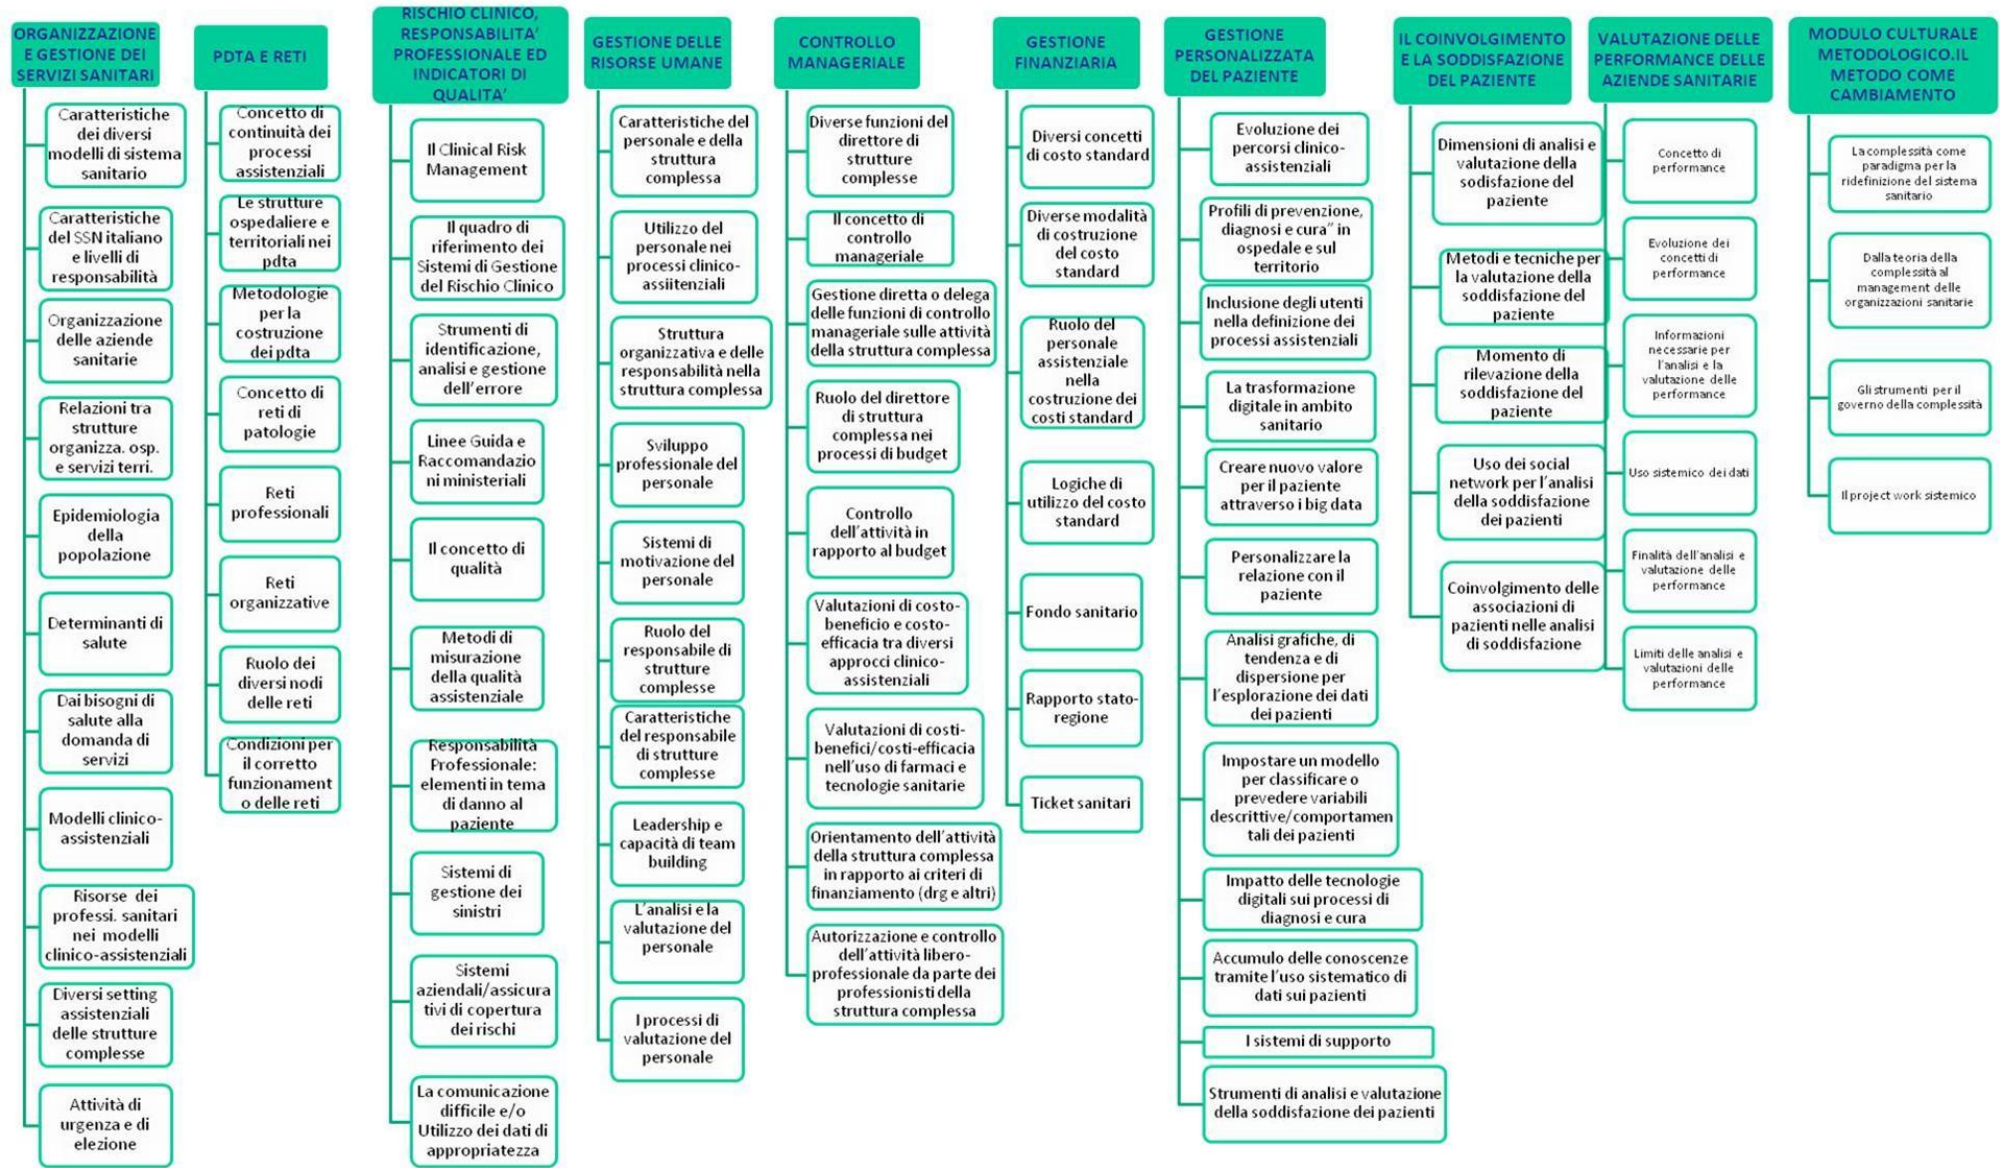 ORGANIZZAZIONE
E GESTIONE DEI
SERVIZI SANITARI
Caratteristiche
dei diversi
modelli di sistema
sanitario
Caratteristiche
del SSN italiano
e livelli di
responsabilità
Organizzazione
delle aziende
sanitarie
Relazioni tra
strutture
organizza. osp.
e servizi terri.
Epidemiologia
della
popolazione
Determinanti di
salute
Dai bisogni di
salute alla
domanda di
servizi
Modelli clinico-
assistenziali
Risorse dei
professi. sanitari
nei modelli
clinico-assistenziali
Diversi setting
assistenziali
delle strutture
complesse
Attività di
urgenza e di
elezione
PDTA E RETI
Concetto di
continuità dei
processi
assistenziali
Le strutture
ospedaliere e
territoriali nei
pdta
Metodologie
per la
costruzione
dei pdta
Concetto di
reti di
patologie
Reti
professionali
Reti
organizzative
Ruolo dei
diversi nodi
delle reti
Condizioni per
il corretto
funzionament
o delle reti
RISCHIO CLINICO,
RESPONSABILITA'
PROFESSIONALE ED
INDICATORI DI
QUALITA'
Il Clinical Risk
Management
Il quadro di
riferimento dei
Sistemi di Gestione
del Rischio Clinico
Strumenti di
identificazione,
analisi e gestione
dell'errore
Linee Guida e
Raccomandazio
ni ministeriali
Il concetto di
qualità
Metodi di
misurazione
della qualità
assistenziale
Responsabilità
Professionale:
elementi in tema
di danno al
paziente
Sistemi di
gestione dei
sinistri
Sistemi
aziendali/assicura
tivi di copertura
dei rischi
La comunicazione
difficile e/o
Utilizzo dei dati di
appropriatezza
GESTIONE DELLE
RISORSE UMANE
Caratteristiche del
personale e della
struttura
complessa
Utilizzo del
personale nei
processi clinico-
assiitenziali
Struttura
organizzativa e delle
responsabilità nella
struttura complessa
Sviluppo
professionale del
personale
Sistemi di
motivazione del
personale
Ruolo del
responsabile di
strutture
complesse
Caratteristiche
del responsabile
di strutture
complesse
Leadership e
capacità di team
building
L'analisi e la
valutazione del
personale
I processi di
valutazione del
personale
CONTROLLO
MANAGERIALE
Diverse funzioni del
direttore di
strutture
complesse
Il concetto di
controllo
manageriale
Gestione diretta o delega
delle funzioni di controllo
manageriale sulle attività
della struttura complessa
Ruolo del direttore
di struttura
complessa nei
processi di budget
Controllo
dell'attività in
rapporto al budget
Valutazioni di costo-
beneficio e costo-
efficacia tra diversi
approcci clinico-
assistenziali
Valutazioni di costi-
benefici/costi-efficacia
nell'uso di farmaci e
tecnologie sanitarie
Orientamento dell'attività
della struttura complessa
in rapporto ai criteri di
finanziamento (drg e altri)
Autorizzazione e controllo
dell'attività libero-
professionale da parte dei
professionisti della
struttura complessa
GESTIONE
FINANZIARIA
Diversi concetti
di costo standard
Diverse modalità
di costruzione
del costo
standard
Ruolo del
personale
assistenziale
nella
costruzione dei
costi standard
Logiche di
utilizzo del costo
standard
Fondo sanitario
Rapporto stato-
regione
Ticket sanitari
GESTIONE
PERSONALIZZATA
DEL PAZIENTE
Evoluzione dei
percorsi clinico-
assistenziali
Profili di prevenzione,
diagnosi e cura" in
ospedale e sul
territorio
Inclusione degli utenti
nella definizione dei
processi assistenziali
La trasformazione
digitale in ambito
sanitario
Creare nuovo valore
per il paziente
attraverso i big data
Personalizzare la
relazione con il
paziente
Analisi grafiche, di
tendenza e di
dispersione per
l'esplorazione dei dati
dei pazienti
Impostare un modello
per classificare o
prevedere variabili
descrittive/comportamen
tali dei pazienti
Impatto delle tecnologie
digitali sui processi di
diagnosi e cura
Accumulo delle conoscenze
tramite l'uso sistematico di
dati sui pazienti
I sistemi di supporto
Strumenti di analisi e valutazione
della soddisfazione dei pazienti
IL COINVOLGIMENTO
E LA SODDISFAZIONE
DEL PAZIENTE
Dimensioni di analisi e
valutazione della
sodisfazione del
paziente
Metodi e tecniche per
la valutazione della
soddisfazione del
paziente
Momento di
rilevazione della
soddisfazione del
paziente
Uso dei social
network per l'analisi
della soddisfazione
dei pazienti
Coinvolgimento delle
associazioni di
pazienti nelle analisi
di soddisfazione
VALUTAZIONE DELLE
PERFORMANCE DELLE
AZIENDE SANITARIE
Concetto di
performance
Evoluzione dei
concetti di
performance
Informazioni
necessarie per
l'analisi e la
valutazione delle
performance
Uso sistemico dei dati
Finalità dell'analisi e
valutazione delle
performance
Limiti delle analisi e
valutazioni delle
performance
MODULO CULTURALE
METODOLOGICO.IL
METODO COME
CAMBIAMENTO
La complessità come
paradigma per la
ridefinizione del sistema
sanitario
Dalla teoria della
complessità al
management delle
organizzazioni sanitarie
Gli strumenti per il
governo della complessità
Il project work sistemico